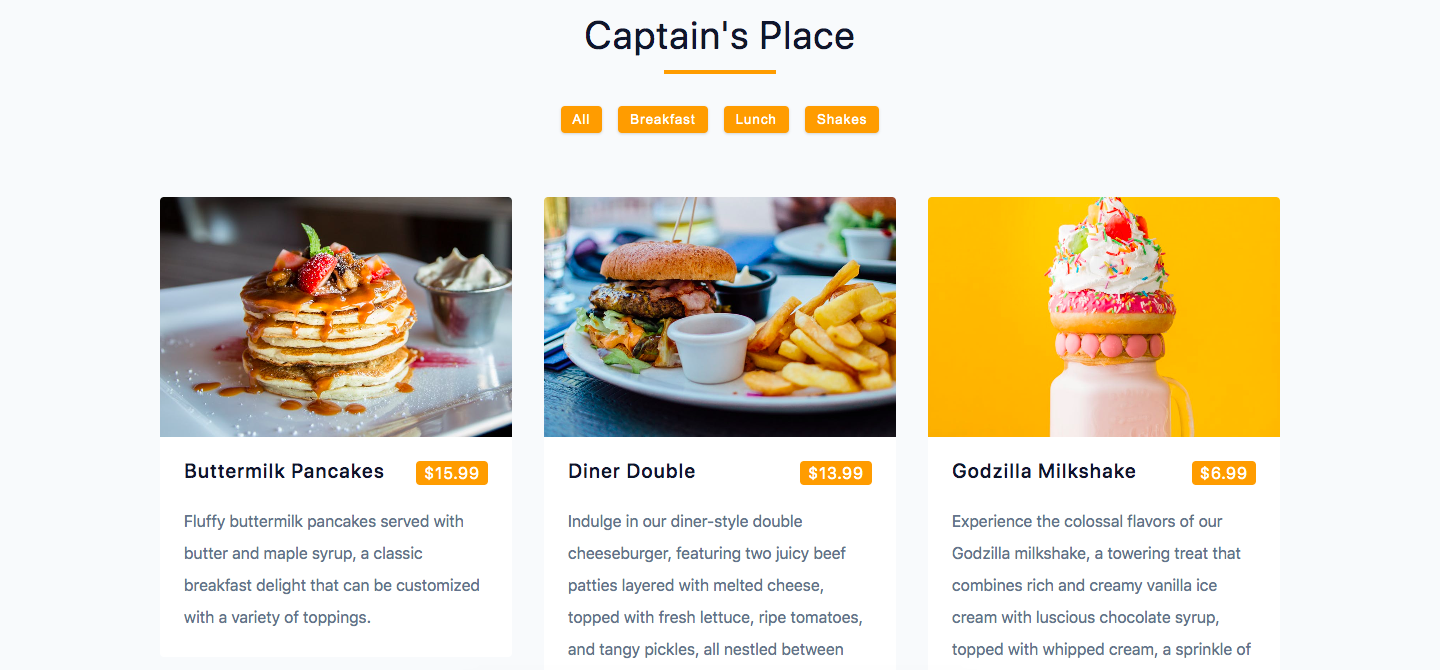 Captain's Place
All Breakfast Lunch Shakes
Buttermilk Pancakes $15.99
Fluffy buttermilk pancakes served with
butter and maple syrup, a classic
breakfast delight that can be customized
with a variety of toppings.
Diner Double $13.99
Indulge in our diner-style double
cheeseburger, featuring two juicy beef
patties layered with melted cheese,
topped with fresh lettuce, ripe tomatoes,
and tangy pickles, all nestled between
Godzilla Milkshake $6.99
Experience the colossal flavors of our
Godzilla milkshake, a towering treat that
combines rich and creamy vanilla ice
cream with luscious chocolate syrup,
topped with whipped cream, a sprinkle of